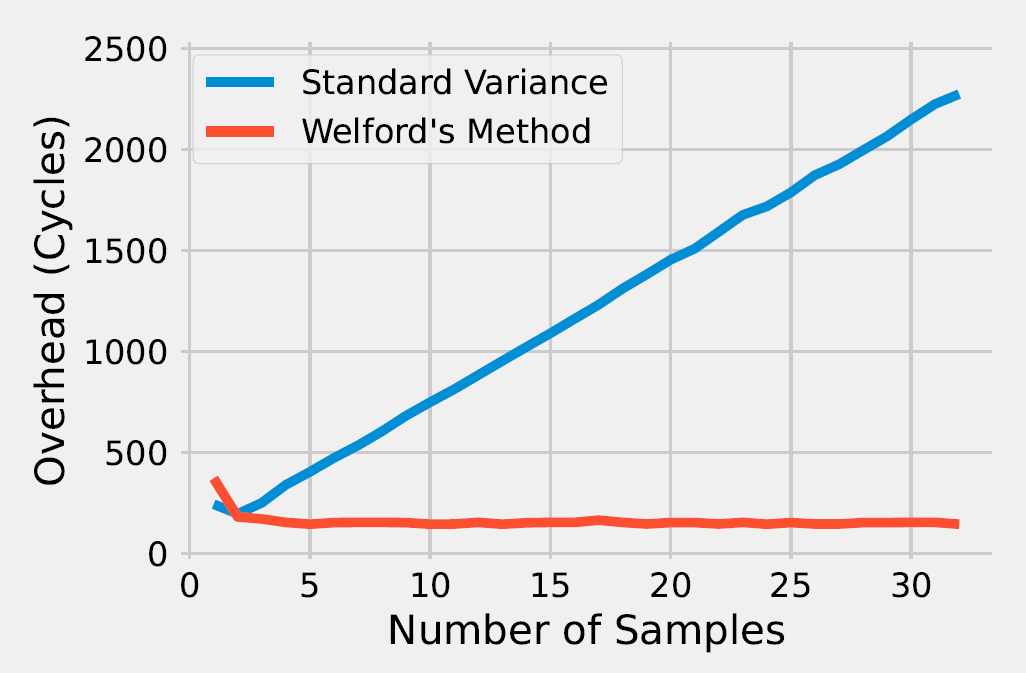 2500
2000
1500
1000
500
0
Overhead (Cycles)
Standard Variance
Welford's Method
0 5 10 15 20 25 30
Number of Samples